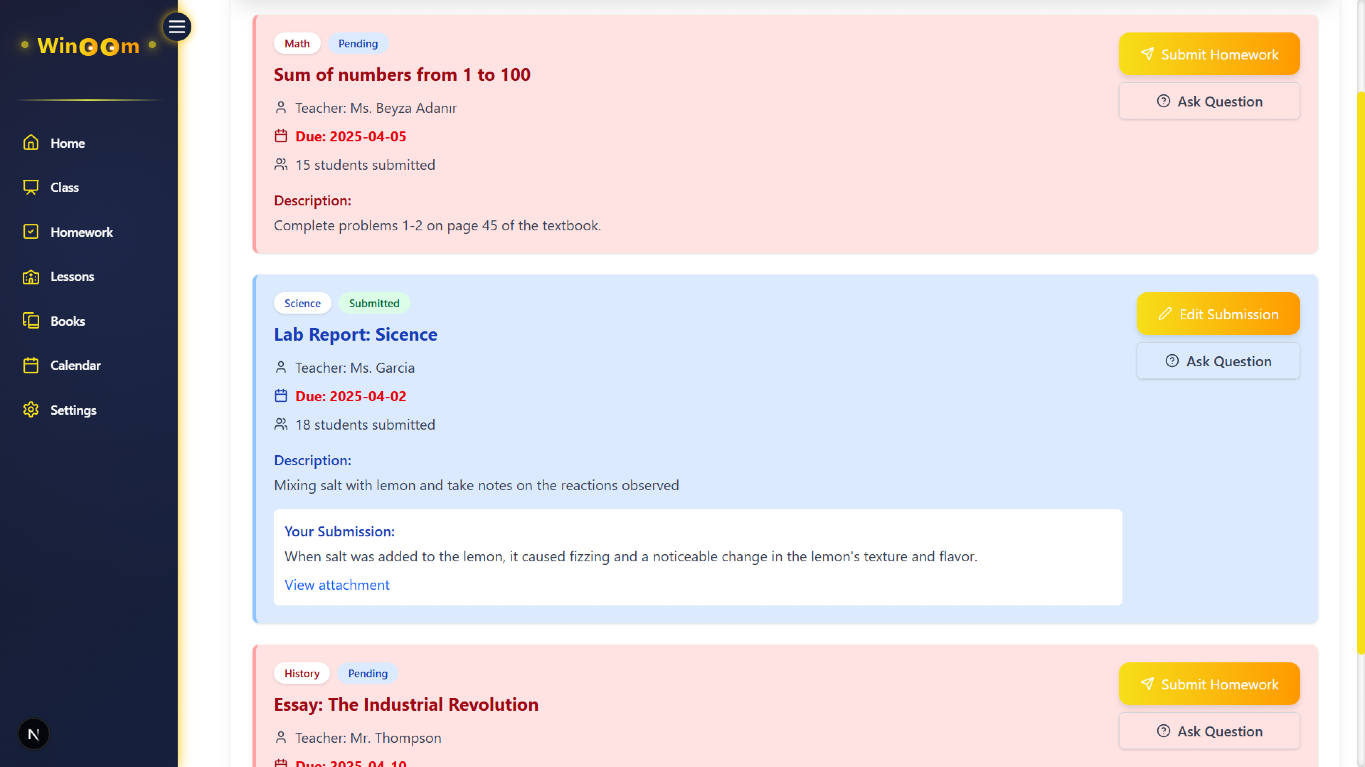 WinOOm
Home
Class
Homework
Lessons
Books
Calendar
Settings
N
Math Pending
Sum of numbers from 1 to 100
Teacher: Ms. Beyza Adanır
Due: 2025-04-05
15 students submitted
Description:
Complete problems 1-2 on page 45 of the textbook.
Submit Homework
Ask Question
Science Submitted
Lab Report: Sicence
Teacher: Ms. Garcia
Due: 2025-04-02
18 students submitted
Description:
Mixing salt with lemon and take notes on the reactions observed
Your Submission:
When salt was added to the lemon, it caused fizzing and a noticeable change in the lemon's texture and flavor.
View attachment
Edit Submission
Ask Question
History Pending
Essay: The Industrial Revolution
Teacher: Mr. Thompson
Due: 2025-04-10
Submit Homework
Ask Question